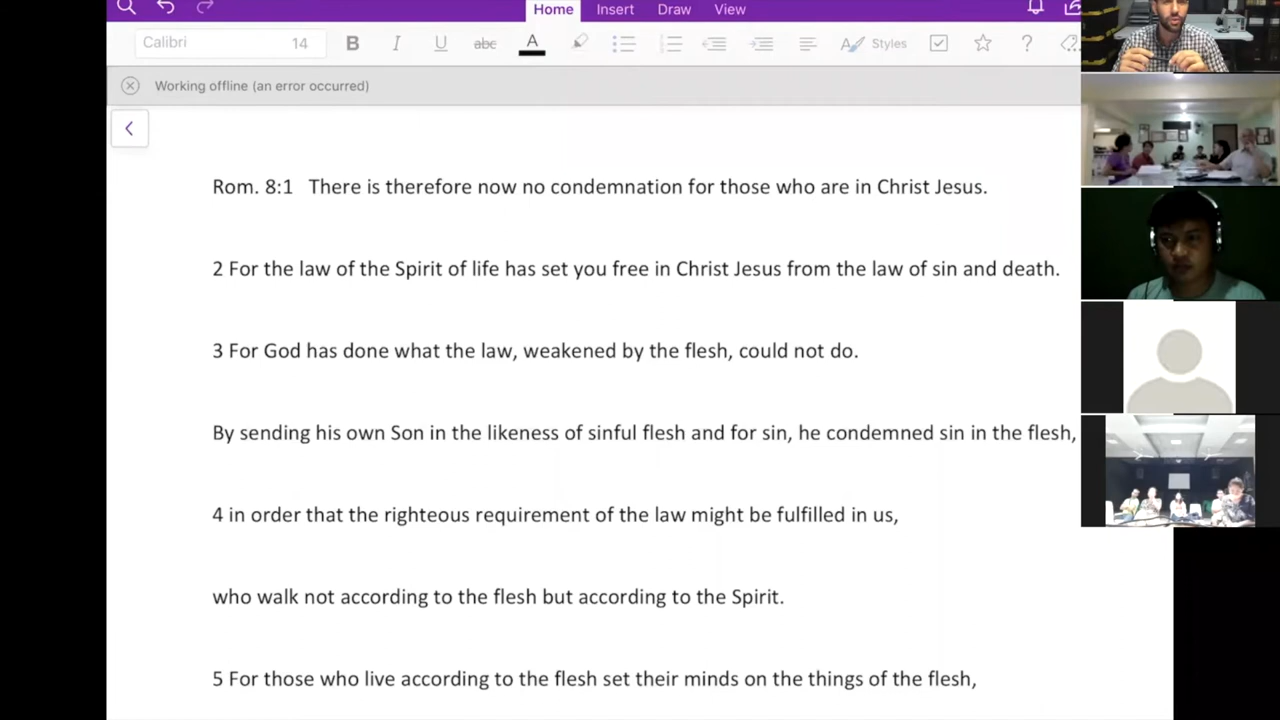 Home Insert Draw View
Calibri 14 B I U abc A Styles ?
Working offline (an error occurred)
Rom. 8:1 There is therefore now no condemnation for those who are in Christ Jesus.
2 For the law of the Spirit of life has set you free in Christ Jesus from the law of sin and death.
3 For God has done what the law, weakened by the flesh, could not do.
By sending his own Son in the likeness of sinful flesh and for sin, he condemned sin in the flesh,
4 in order that the righteous requirement of the law might be fulfilled in us,
who walk not according to the flesh but according to the Spirit.
5 For those who live according to the flesh set their minds on the things of the flesh,